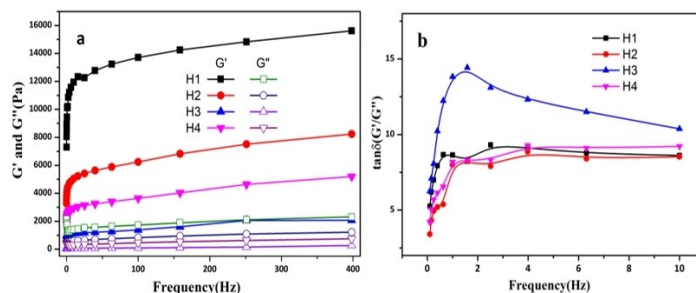 a
G' G"
H1
H2
H3
H4
16000
14000
12000
10000
8000
6000
4000
2000
0
0 100 200 300 400
Frequency(Hz)
G' and G"(Pa)
b
H1
H2
H3
H4
15
10
5
0 2 4 6 8 10
Frequency(Hz)
tanδ(G'/G")